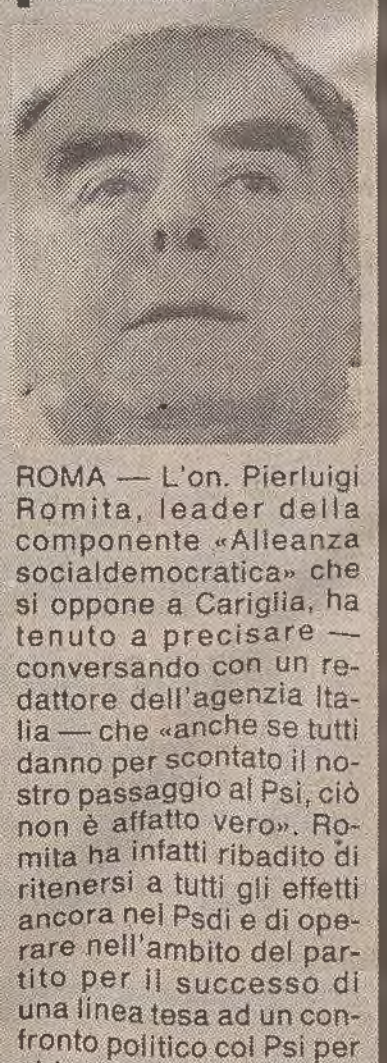 ROMA — L'on. Pierluigi
Romita, leader della
componente «Alleanza
socialdemocratica» che
si oppone a Cariglia, ha
tenuto a precisare —
conversando con un re-
dattore dell'agenzia Ita-
lia — che «anche se tutti
danno per scontato il no-
stro passaggio al Psi, ciò
non è affatto vero». Ro-
mita ha infatti ribadito di
ritenersi a tutti gli effetti
ancora nel Psdi e di ope-
rare nell'ambito del par-
tito per il successo di
una linea tesa ad un con-
fronto politico col Psi per